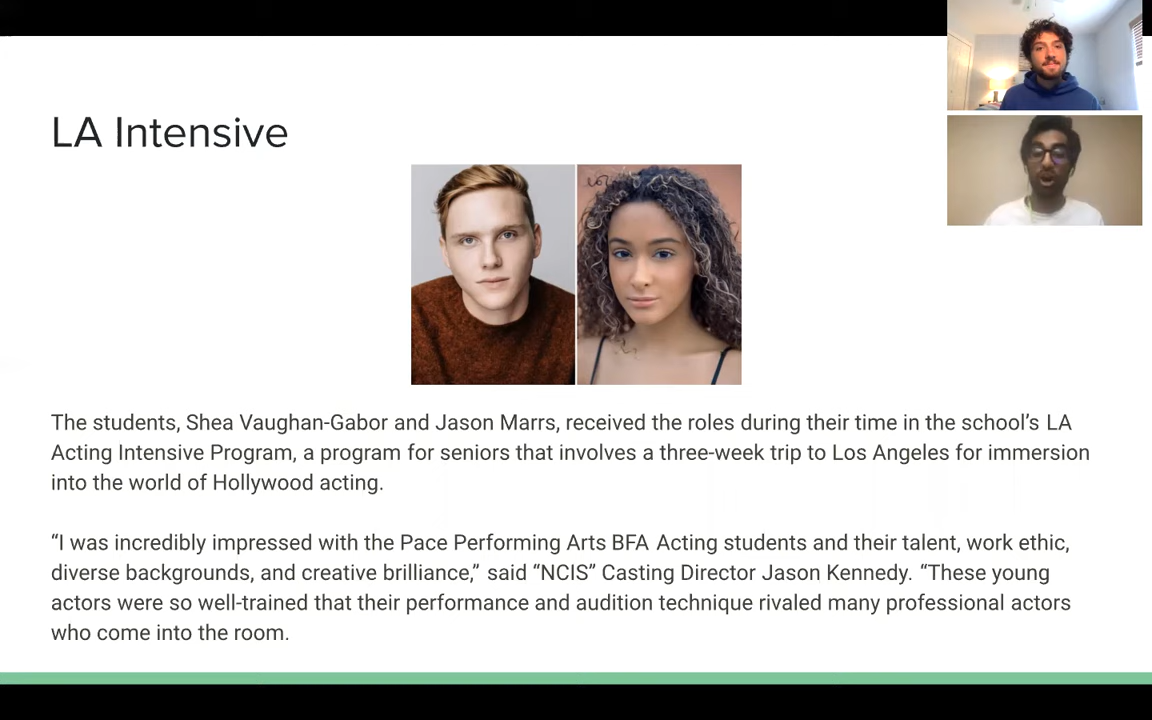 LA Intensive
The students, Shea Vaughan-Gabor and Jason Marrs, received the roles during their time in the school’s LA
Acting Intensive Program, a program for seniors that involves a three-week trip to Los Angeles for immersion
into the world of Hollywood acting.
“I was incredibly impressed with the Pace Performing Arts BFA Acting students and their talent, work ethic,
diverse backgrounds, and creative brilliance,” said “NCIS” Casting Director Jason Kennedy. “These young
actors were so well-trained that their performance and audition technique rivaled many professional actors
who come into the room.